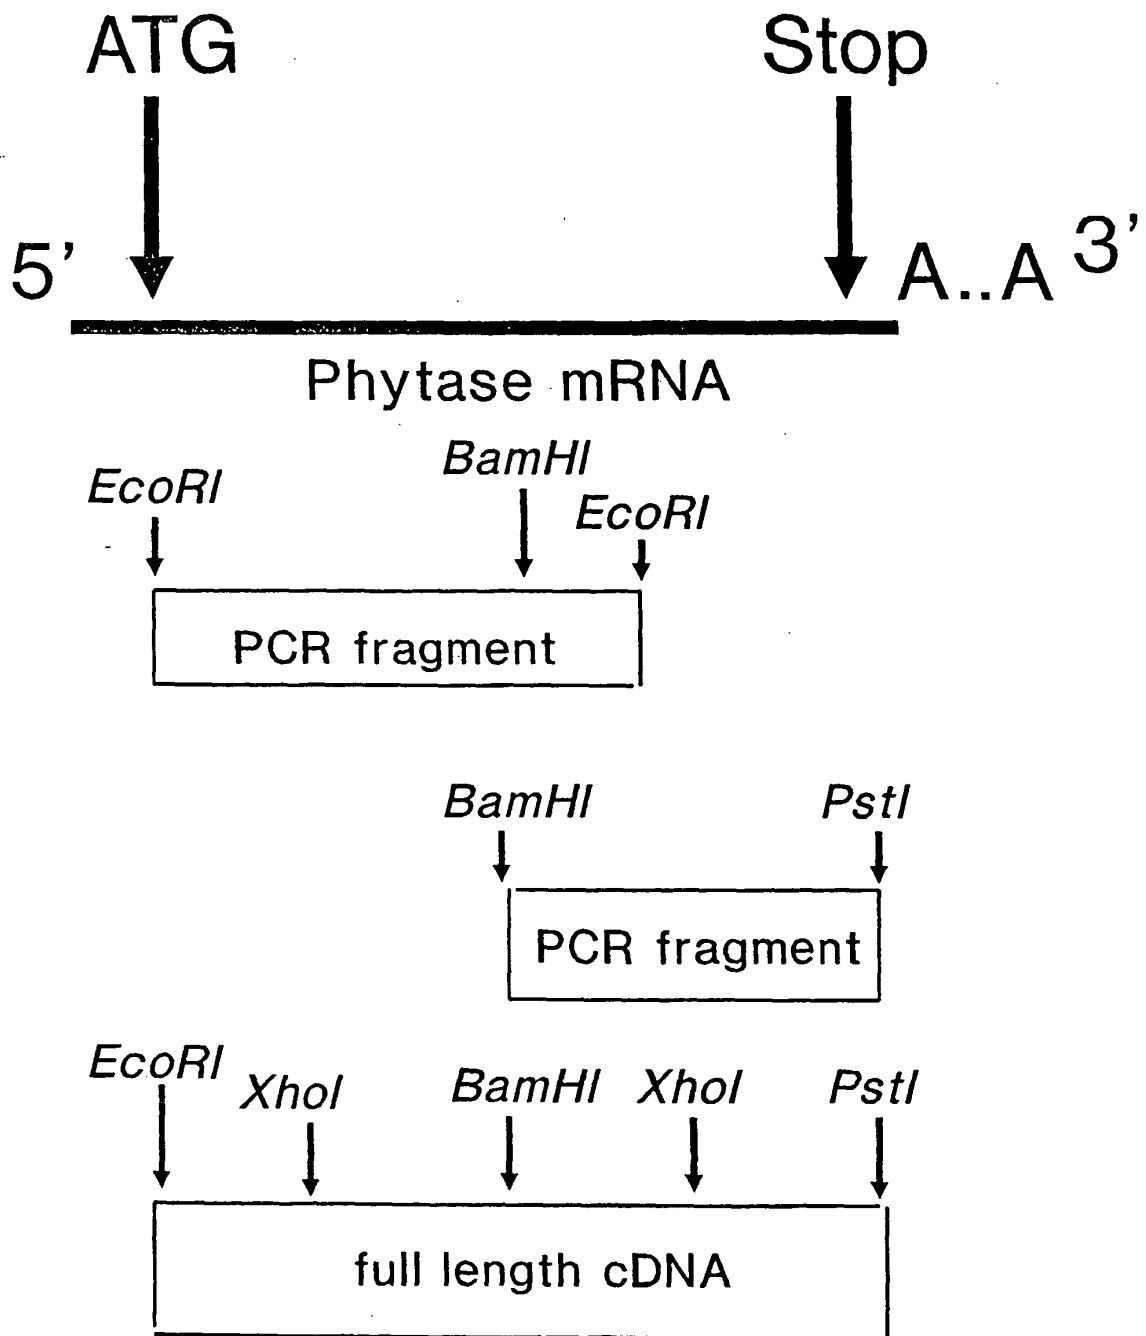 ATG Stop
5' A..A 3'
Phytase mRNA
EcoRI BamHI EcoRI
PCR fragment
BamHI PstI
PCR fragment
EcoRI XhoI BamHI XhoI PstI
full length cDNA